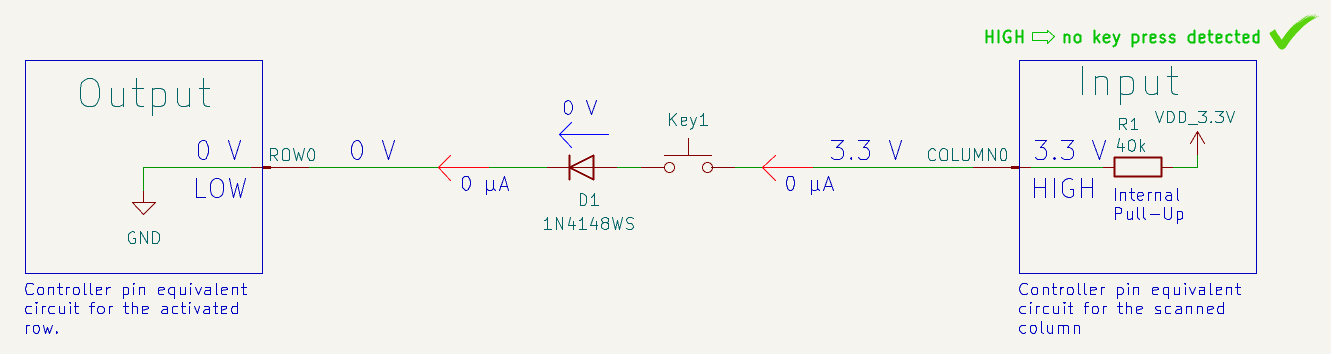 HIGH ⇨ no key press detected
Output
Input
0 V
Key1
R1
VDD_3.3V
40k
0 V
ROW0
0 V
3.3 V
COLUMN0
3.3 V
LOW
0 µA
0 µA
HIGH
D1
1N4148WS
Internal
Pull-Up
GND
Controller pin equivalent
circuit for the activated
row.
Controller pin equivalent
circuit for the scanned
column